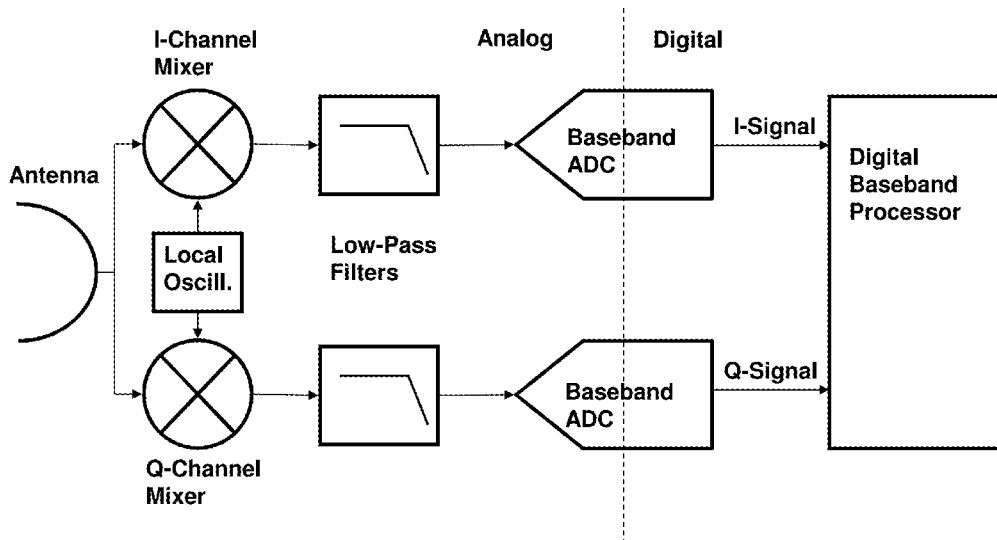 I-Channel
Mixer
Analog
Digital
Antenna
Baseband
ADC
I-Signal
Digital
Baseband
Processor
Local
Oscill.
Low-Pass
Filters
Baseband
ADC
Q-Signal
Q-Channel
Mixer